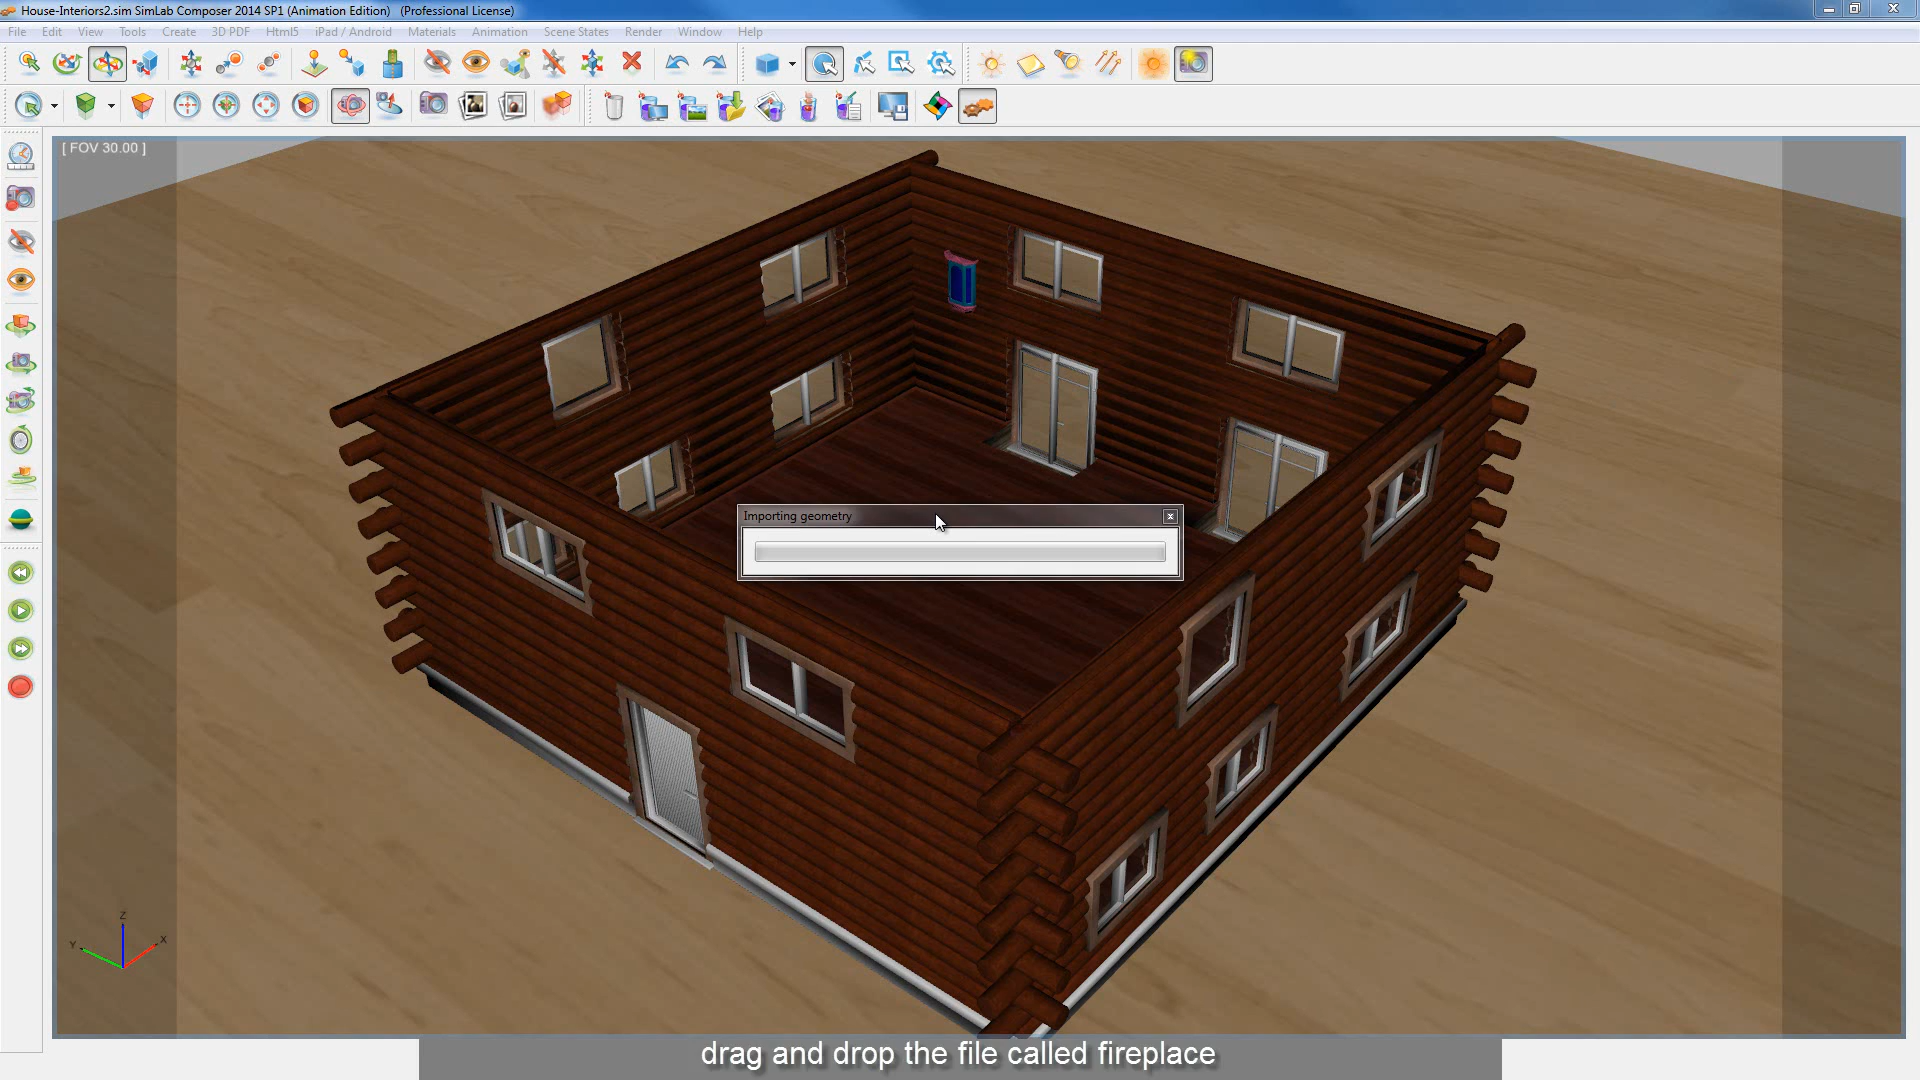 House-Interiors2.sim SimLab Composer 2014 SP1 (Animation Edition) (Professional License)
File Edit View Tools Create 3D PDF Html5 iPad / Android Materials Animation Scene States Render Window Help
[ FOV 30.00 ]
Importing geometry
Z
Y
X
drag and drop the file called fireplace